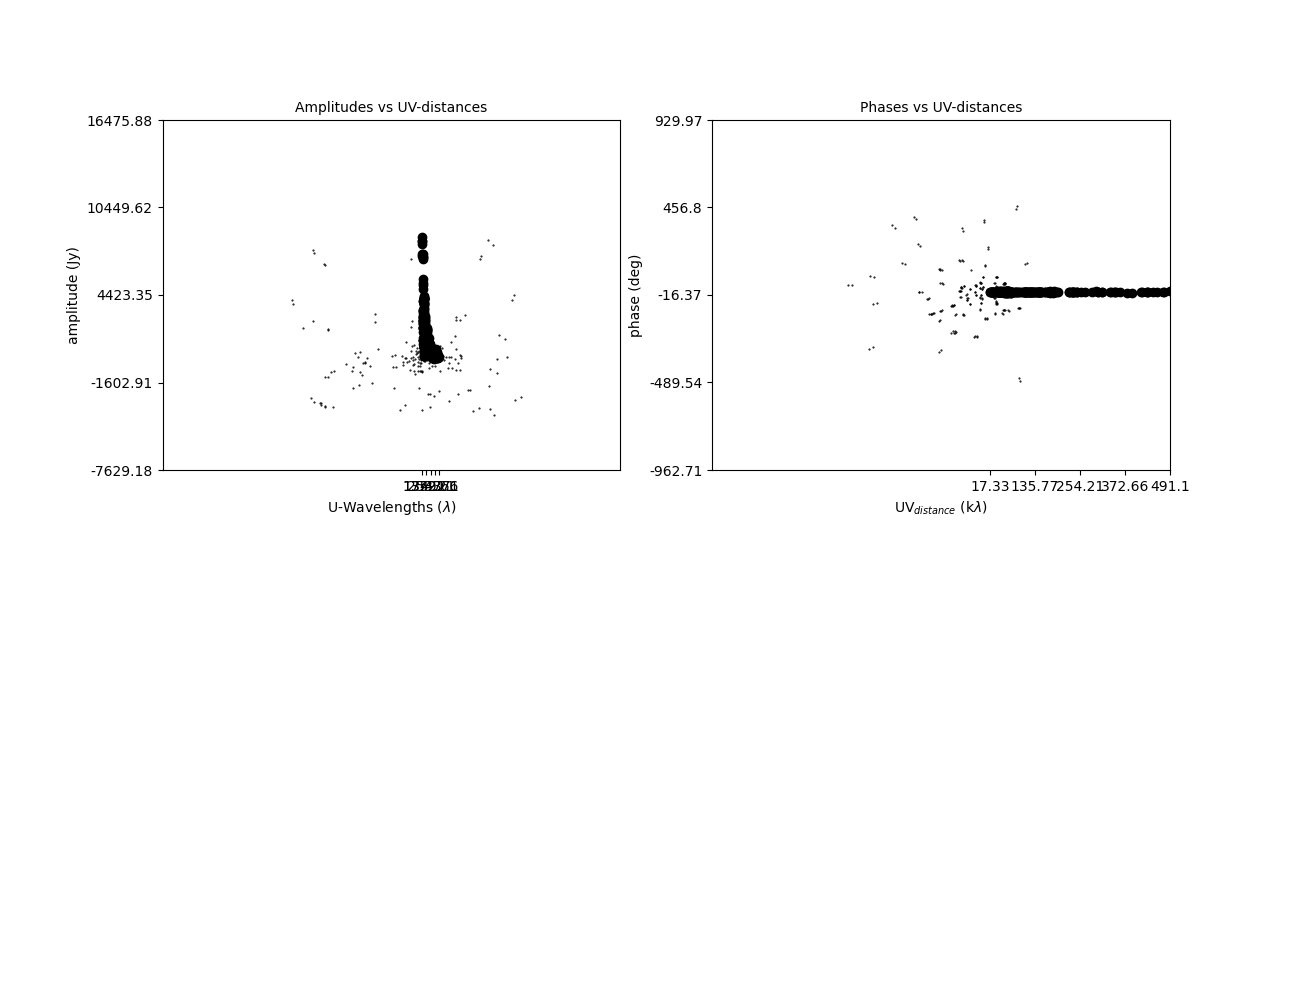 Amplitudes vs UV-distances
16475.88
10449.62
4423.35
-1602.91
-7629.18
amplitude (Jy)
U-Wavelengths (λ)
Phases vs UV-distances
929.97
456.8
-16.37
-489.54
-962.71
phase (deg)
17.33 135.77 254.21 372.66 491.1
UVdistance (kλ)